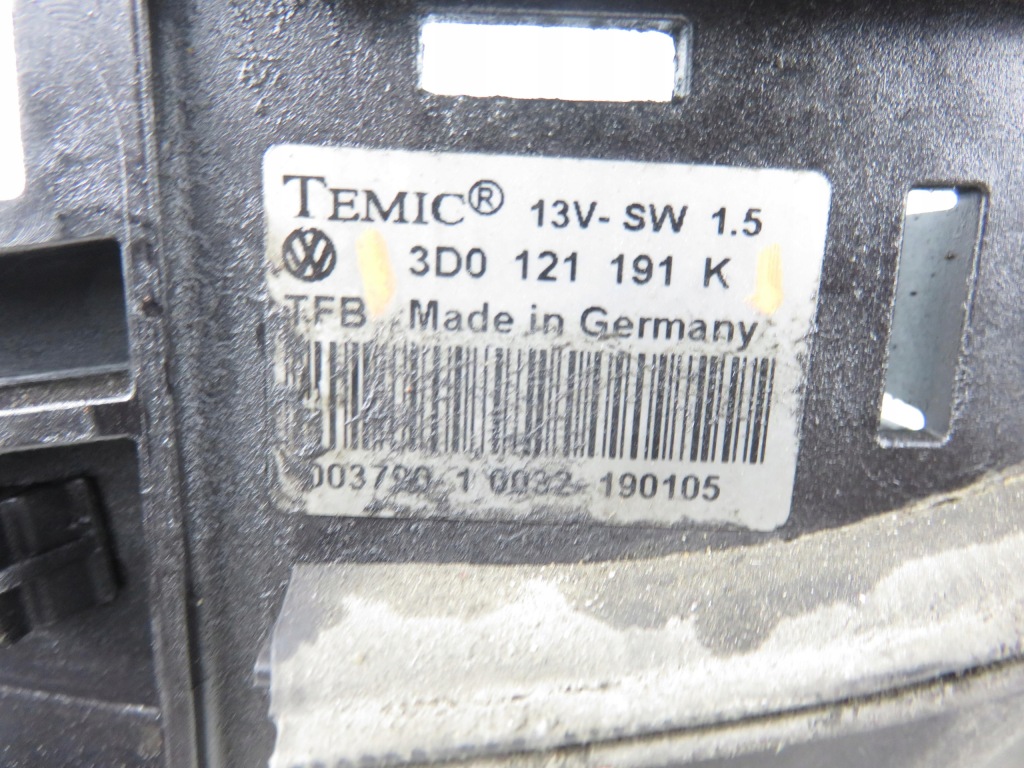 TEMIC® 13V- SW 1.5
3D0 121 191 K
TFB Made in Germany
003790-1 0032-190105